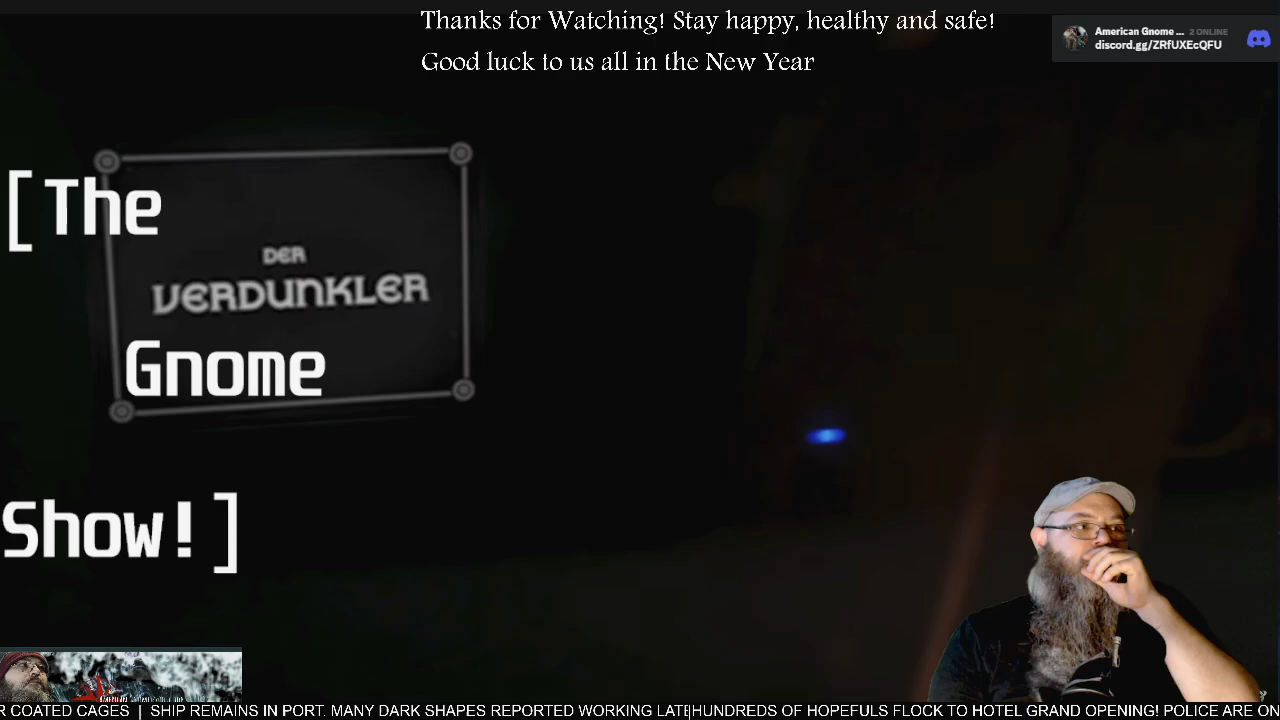 Thanks for Watching! Stay happy, healthy and safe!
Good luck to us all in the New Year
American Gnome ... 2 ONLINE
discord.gg/ZRfUXEcQFU
[The
DER
VERDUNKLER
Gnome
Show!]
R COATED CAGES | SHIP REMAINS IN PORT. MANY DARK SHAPES REPORTED WORKING LATE|HUNDREDS OF HOPEFULS FLOCK TO HOTEL GRAND OPENING! POLICE ARE ON